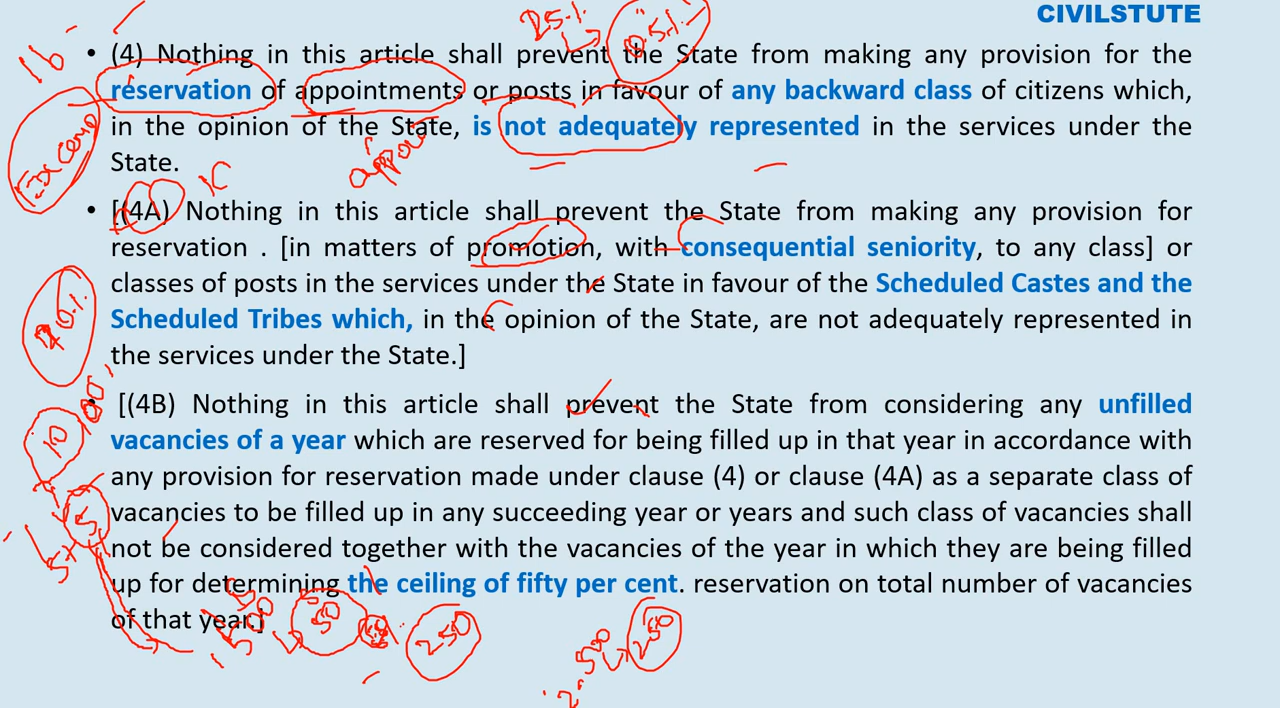 CIVILSTUTE
25%
16
• (4) Nothing in this article shall prevent the State from making any provision for the
reservation of appointments or posts in favour of any backward class of citizens which,
in the opinion of the State, is not adequately represented in the services under the
State.
• [(4A) Nothing in this article shall prevent the State from making any provision for
reservation . [in matters of promotion, with consequential seniority, to any class] or
classes of posts in the services under the State in favour of the Scheduled Castes and the
Scheduled Tribes which, in the opinion of the State, are not adequately represented in
the services under the State.]
• [(4B) Nothing in this article shall prevent the State from considering any unfilled
vacancies of a year which are reserved for being filled up in that year in accordance with
any provision for reservation made under clause (4) or clause (4A) as a separate class of
vacancies to be filled up in any succeeding year or years and such class of vacancies shall
not be considered together with the vacancies of the year in which they are being filled
up for determining the ceiling of fifty per cent. reservation on total number of vacancies
of that year.]
10
50
250
500
250